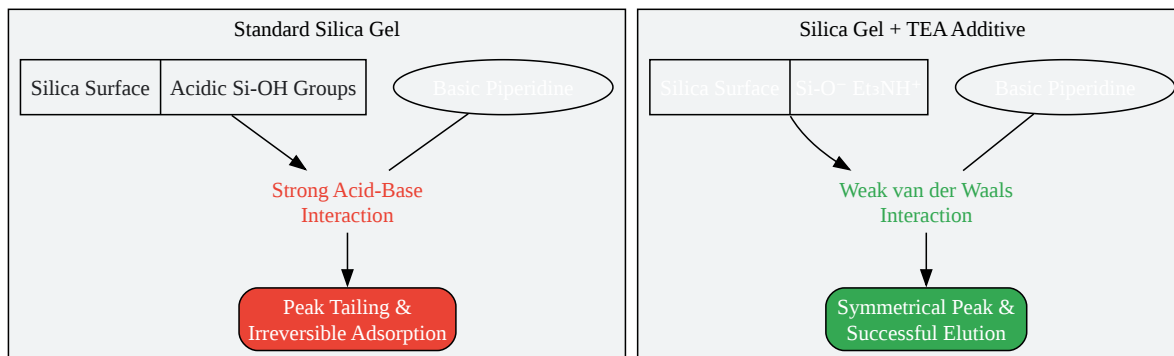 Standard Silica Gel
Silica Surface
Acidic Si-OH Groups
Basic Piperidine
Strong Acid-Base
Interaction
Peak Tailing &
Irreversible Adsorption
Silica Gel + TEA Additive
Silica Surface
Si-O⁻ Et₃NH⁺
Basic Piperidine
Weak van der Waals
Interaction
Symmetrical Peak &
Successful Elution